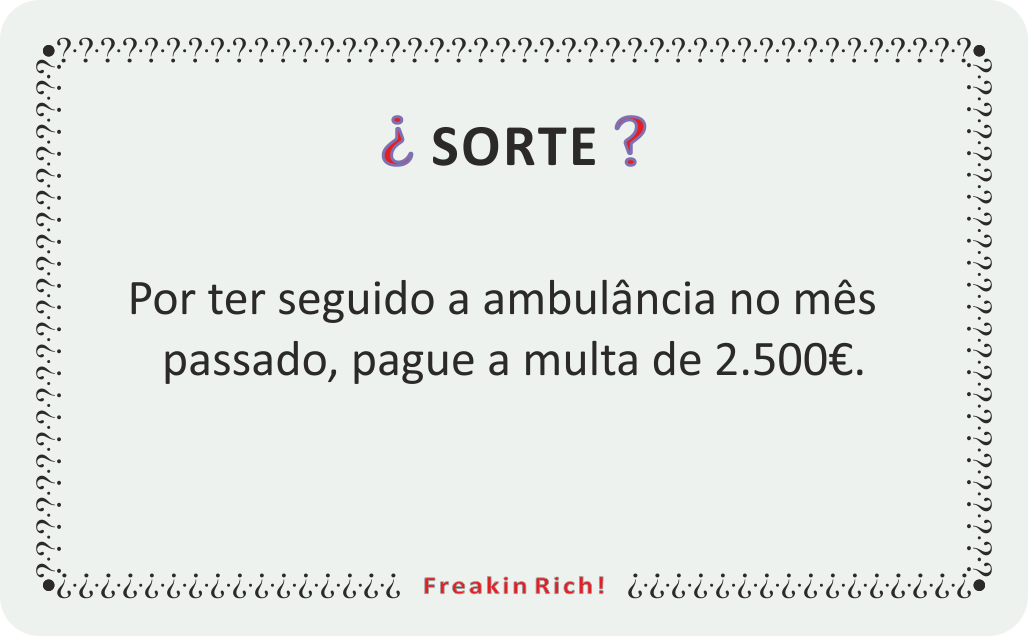 ¿ SORTE ?
Por ter seguido a ambulância no mês
passado, pague a multa de 2.500€.
Freakin Rich!